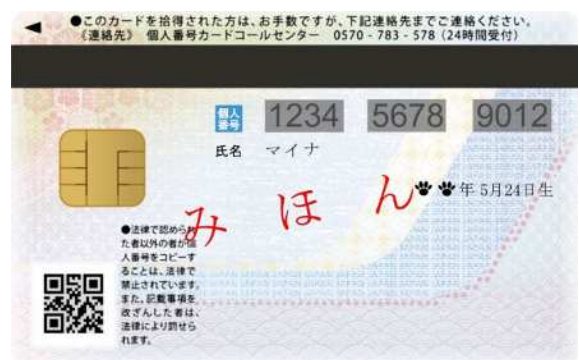 ●このカードを拾得された方は、お手数ですが、下記連絡先までご連絡ください。
《連絡先》 個人番号カードコールセンター 0570-783-578(24時間受付)
個人番号 1234 5678 9012
氏名 マイナ
年 5月24日生
みほん
●法律で認められ
た者以外の者が個
人番号をコピーす
ることは、法律で
禁止されています。
また、記載事項を
改ざんした者は、
法律により罰せら
れます。